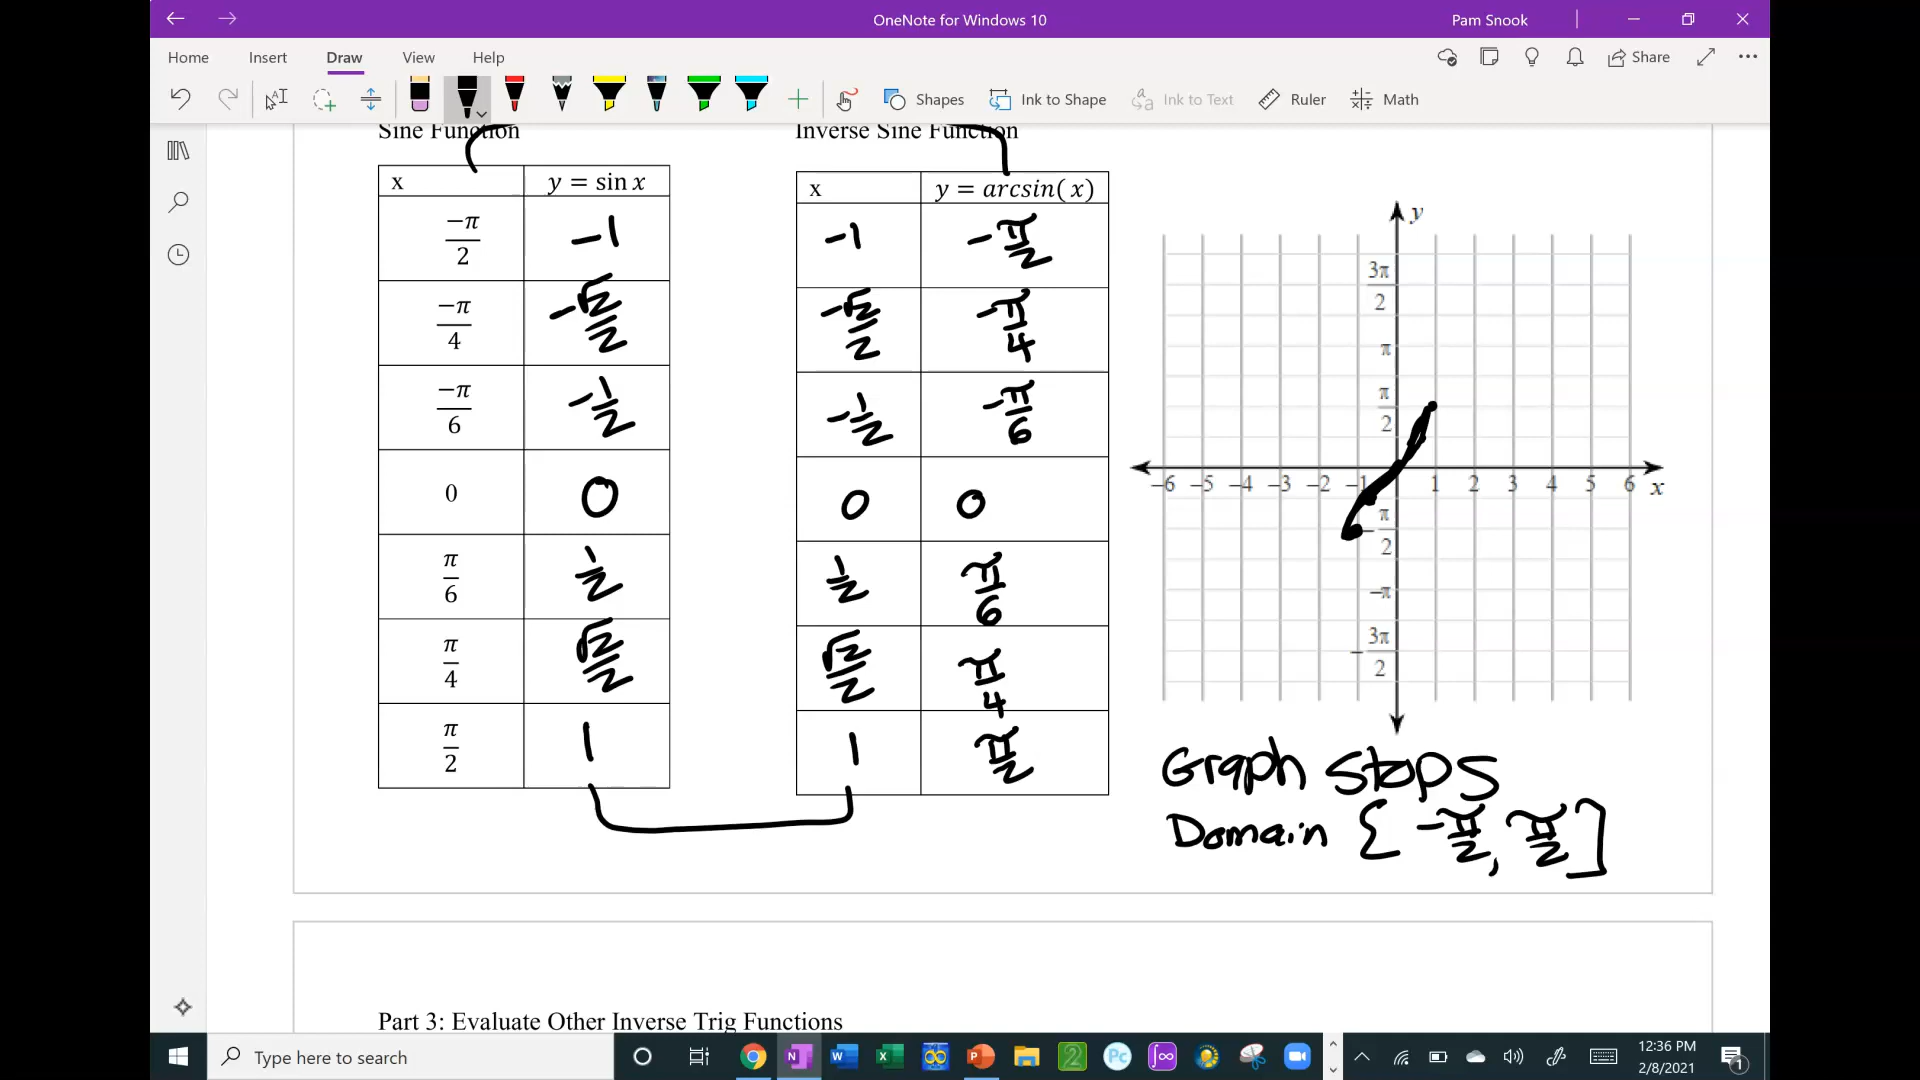 OneNote for Windows 10
Pam Snook
Home Insert Draw View Help
Share
Shapes Ink to Shape Ink to Text Ruler Math
Sine Function
x y = sin x
-π/2 -1
-π/4 -√2/2
-π/6 -1/2
0 0
π/6 1/2
π/4 √2/2
π/2 1
Inverse Sine Function
x y = arcsin(x)
-1 -π/2
-√2/2 -π/4
-1/2 -π/6
0 0
1/2 π/6
√2/2 π/4
1 π/2
y
3π/2
π
π/2
-6 -5 -4 -3 -2 -1 1 2 3 4 5 6 x
-π/2
-π
-3π/2
Graph stops
Domain [-π/2, π/2]
Part 3: Evaluate Other Inverse Trig Functions
Type here to search
12:36 PM
2/8/2021
1